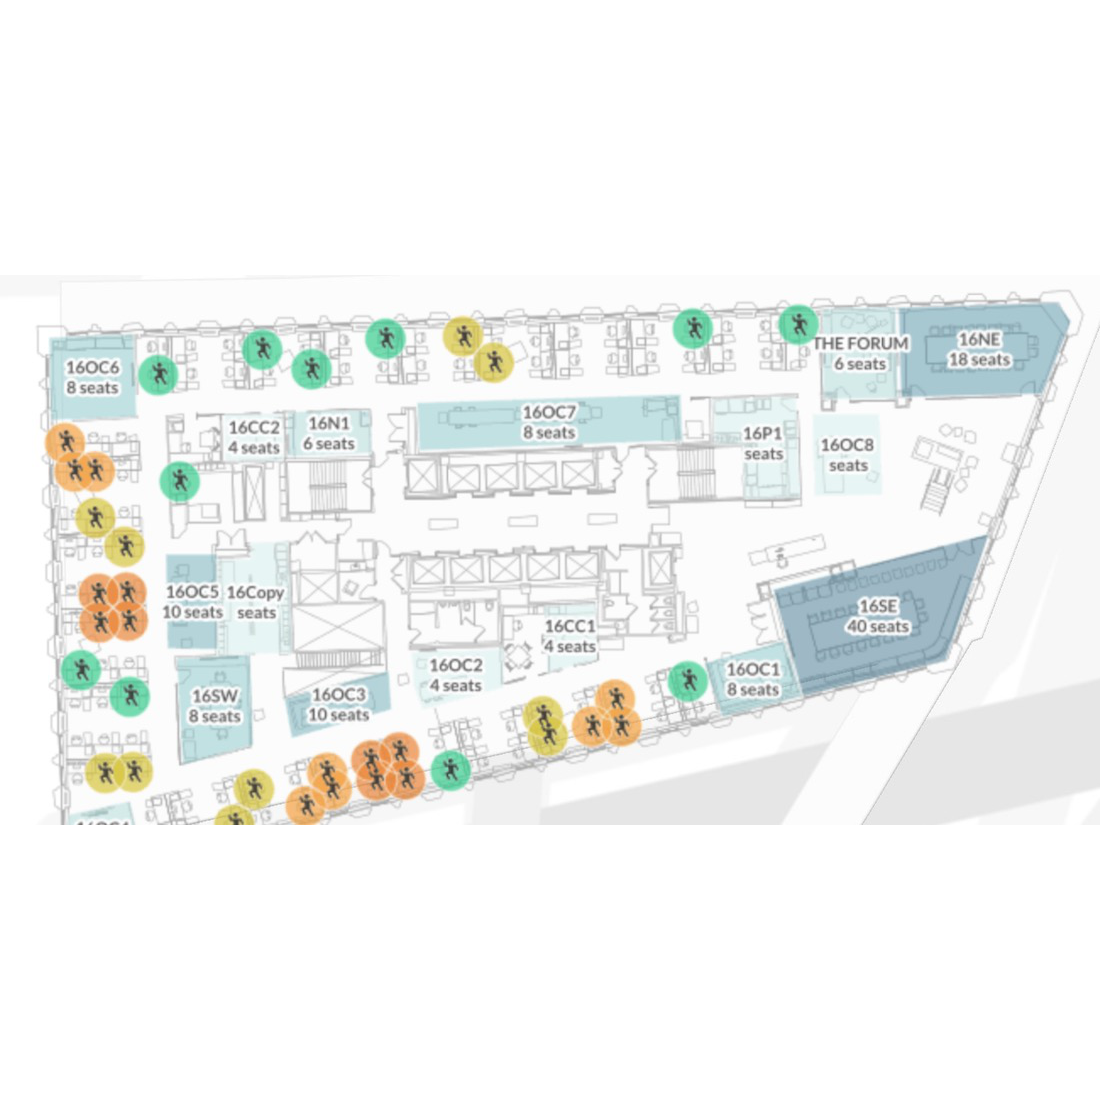 16OC6
8 seats
THE FORUM
6 seats
16NE
18 seats
16CC2
4 seats
16N1
6 seats
16OC7
8 seats
16P1
seats
16OC8
seats
16OC5
10 seats
16Copy
seats
16SE
40 seats
16CC1
4 seats
16OC2
4 seats
16OC1
8 seats
16SW
8 seats
16OC3
10 seats